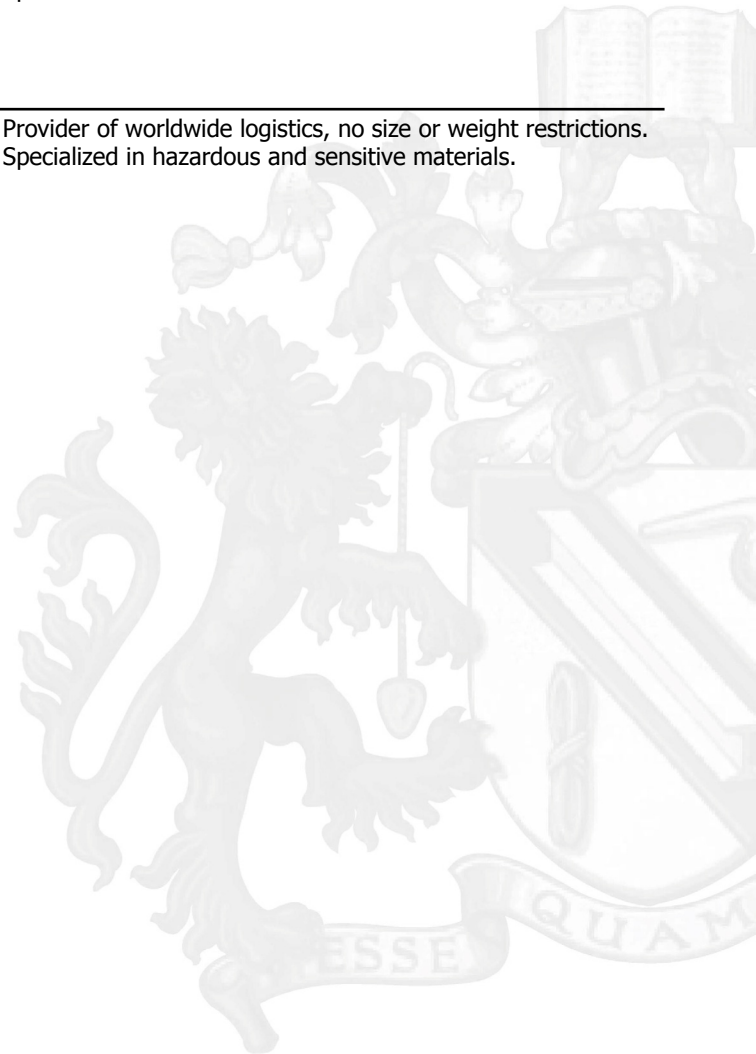 Provider of worldwide logistics, no size or weight restrictions.
Specialized in hazardous and sensitive materials.
ESSE
QUAM